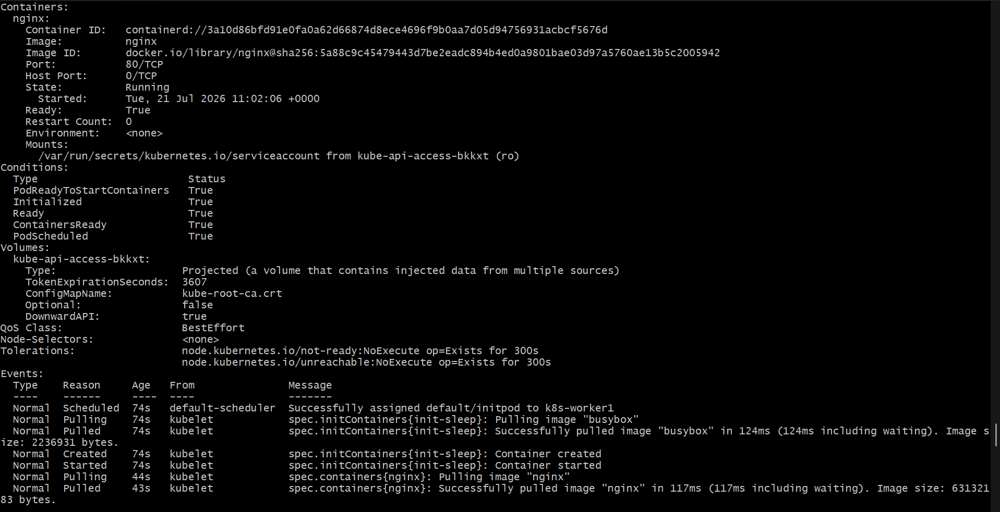 Containers:
  nginx:
    Container ID:   containerd://3a10d86bfd91e0fa0a62d66874d8ece4696f9b0aa7d05d94756931acbcf5676d
    Image:          nginx
    Image ID:       docker.io/library/nginx@sha256:5a88c9c45479443d7be2eadc894b4ed0a9801bae03d97a5760ae13b5c2005942
    Port:           80/TCP
    Host Port:      0/TCP
    State:          Running
      Started:      Tue, 21 Jul 2026 11:02:06 +0000
    Ready:          True
    Restart Count:  0
    Environment:    <none>
    Mounts:
      /var/run/secrets/kubernetes.io/serviceaccount from kube-api-access-bkkxt (ro)
Conditions:
  Type                        Status
  PodReadyToStartContainers   True
  Initialized                 True
  Ready                       True
  ContainersReady             True
  PodScheduled                True
Volumes:
  kube-api-access-bkkxt:
    Type:                    Projected (a volume that contains injected data from multiple sources)
    TokenExpirationSeconds:  3607
    ConfigMapName:           kube-root-ca.crt
    Optional:                false
    DownwardAPI:             true
QoS Class:                   BestEffort
Node-Selectors:              <none>
Tolerations:                 node.kubernetes.io/not-ready:NoExecute op=Exists for 300s
                             node.kubernetes.io/unreachable:NoExecute op=Exists for 300s
Events:
  Type    Reason     Age   From               Message
  ----    ------     ----  ----               -------
  Normal  Scheduled  74s   default-scheduler  Successfully assigned default/initpod to k8s-worker1
  Normal  Pulling    74s   kubelet            spec.initContainers{init-sleep}: Pulling image "busybox"
  Normal  Pulled     74s   kubelet            spec.initContainers{init-sleep}: Successfully pulled image "busybox" in 124ms (124ms including waiting). Image s
ize: 2236931 bytes.
  Normal  Created    74s   kubelet            spec.initContainers{init-sleep}: Container created
  Normal  Started    74s   kubelet            spec.initContainers{init-sleep}: Container started
  Normal  Pulling    44s   kubelet            spec.containers{nginx}: Pulling image "nginx"
  Normal  Pulled     43s   kubelet            spec.containers{nginx}: Successfully pulled image "nginx" in 117ms (117ms including waiting). Image size: 631321
83 bytes.